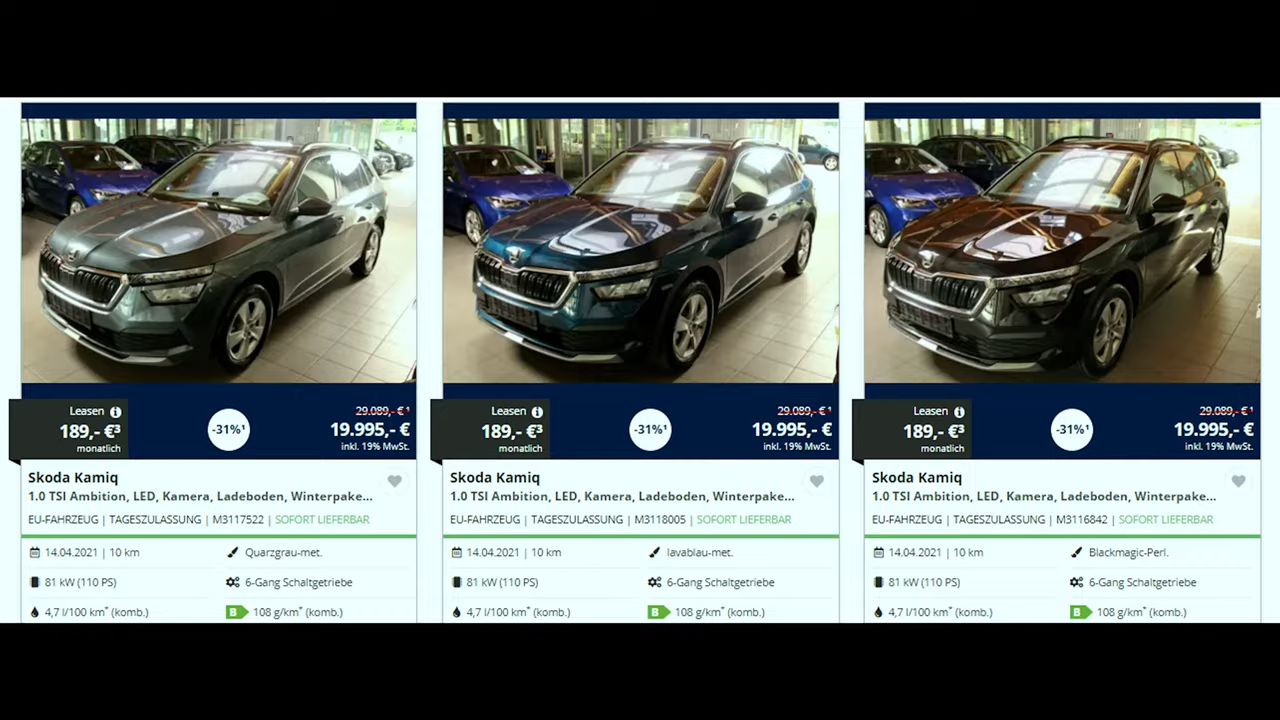 Leasen
189,- €³
monatlich
-31%¹
29.089,- € ¹
19.995,- €
inkl. 19% MwSt.
Skoda Kamiq
1.0 TSI Ambition, LED, Kamera, Ladeboden, Winterpake...
EU-FAHRZEUG | TAGESZULASSUNG | M3117522 | SOFORT LIEFERBAR
14.04.2021 | 10 km
Quarzgrau-met.
81 kW (110 PS)
6-Gang Schaltgetriebe
4,7 l/100 km* (komb.)
B 108 g/km* (komb.)
Leasen
189,- €³
monatlich
-31%¹
29.089,- € ¹
19.995,- €
inkl. 19% MwSt.
Skoda Kamiq
1.0 TSI Ambition, LED, Kamera, Ladeboden, Winterpake...
EU-FAHRZEUG | TAGESZULASSUNG | M3118005 | SOFORT LIEFERBAR
14.04.2021 | 10 km
lavablau-met.
81 kW (110 PS)
6-Gang Schaltgetriebe
4,7 l/100 km* (komb.)
B 108 g/km* (komb.)
Leasen
189,- €³
monatlich
-31%¹
29.089,- € ¹
19.995,- €
inkl. 19% MwSt.
Skoda Kamiq
1.0 TSI Ambition, LED, Kamera, Ladeboden, Winterpake...
EU-FAHRZEUG | TAGESZULASSUNG | M3116842 | SOFORT LIEFERBAR
14.04.2021 | 10 km
Blackmagic-Perl.
81 kW (110 PS)
6-Gang Schaltgetriebe
4,7 l/100 km* (komb.)
B 108 g/km* (komb.)